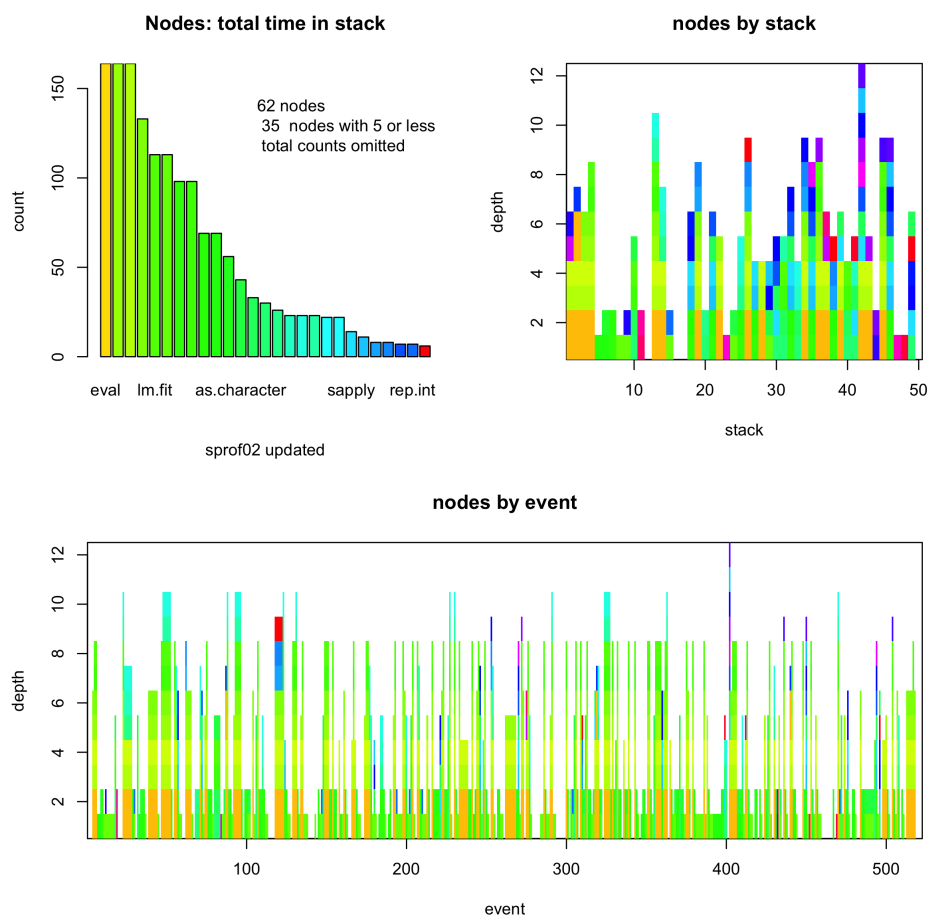 Nodes: total time in stack
62 nodes
35  nodes with 5 or less
total counts omitted
count
0 50 100 150
eval lm.fit as.character sapply rep.int
sprof02 updated
nodes by stack
depth
2 4 6 8 10 12
10 20 30 40 50
stack
nodes by event
depth
2 4 6 8 10 12
100 200 300 400 500
event